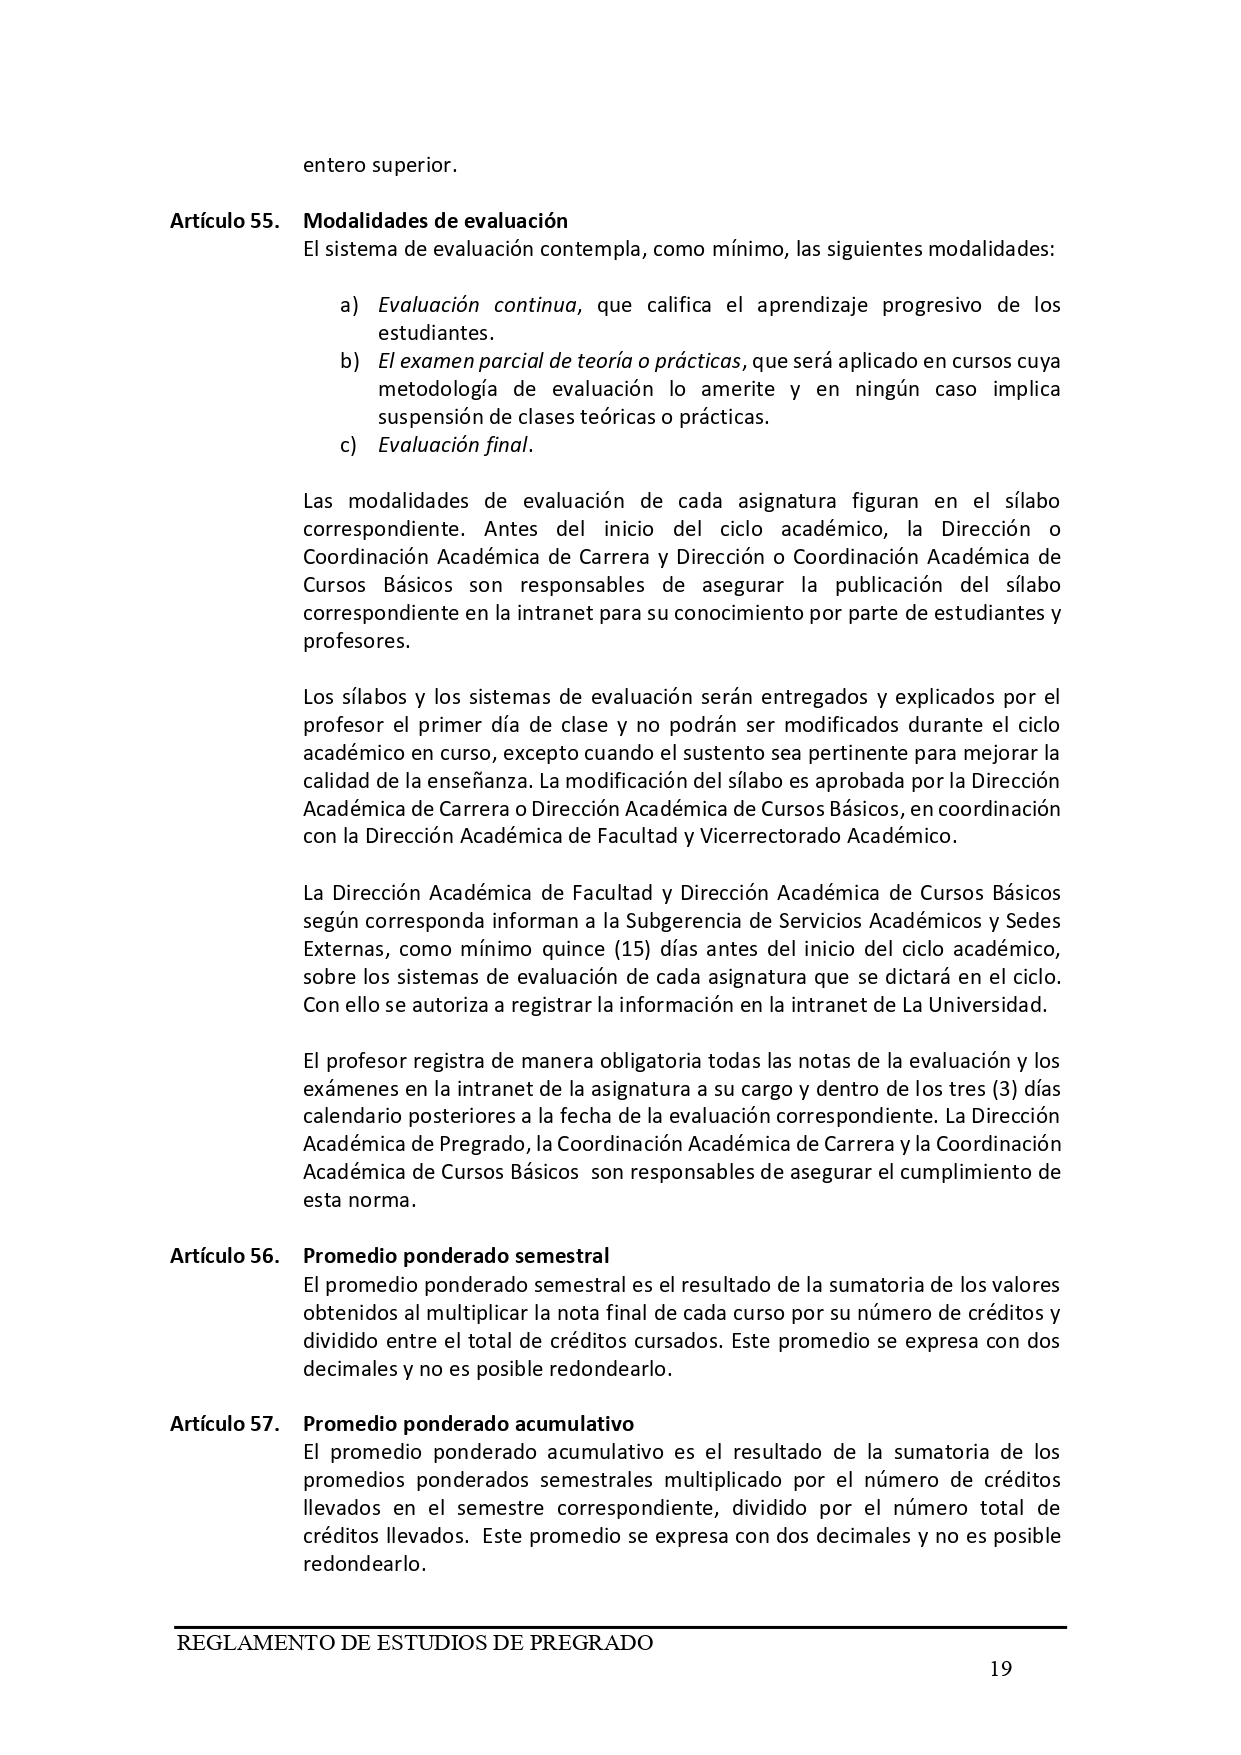 entero superior.
Artículo 55. Modalidades de evaluación
El sistema de evaluación contempla, como mínimo, las siguientes modalidades:
a) Evaluación continua, que califica el aprendizaje progresivo de los
estudiantes.
b) El examen parcial de teoría o prácticas, que será aplicado en cursos cuya
metodología de evaluación lo amerite y en ningún caso implica
suspensión de clases teóricas o prácticas.
c) Evaluación final.
Las modalidades de evaluación de cada asignatura figuran en el sílabo
correspondiente. Antes del inicio del ciclo académico, la Dirección o
Coordinación Académica de Carrera y Dirección o Coordinación Académica de
Cursos Básicos son responsables de asegurar la publicación del sílabo
correspondiente en la intranet para su conocimiento por parte de estudiantes y
profesores.
Los sílabos y los sistemas de evaluación serán entregados y explicados por el
profesor el primer día de clase y no podrán ser modificados durante el ciclo
académico en curso, excepto cuando el sustento sea pertinente para mejorar la
calidad de la enseñanza. La modificación del sílabo es aprobada por la Dirección
Académica de Carrera o Dirección Académica de Cursos Básicos, en coordinación
con la Dirección Académica de Facultad y Vicerrectorado Académico.
La Dirección Académica de Facultad y Dirección Académica de Cursos Básicos
según corresponda informan a la Subgerencia de Servicios Académicos y Sedes
Externas, como mínimo quince (15) días antes del inicio del ciclo académico,
sobre los sistemas de evaluación de cada asignatura que se dictará en el ciclo.
Con ello se autoriza a registrar la información en la intranet de La Universidad.
El profesor registra de manera obligatoria todas las notas de la evaluación y los
exámenes en la intranet de la asignatura a su cargo y dentro de los tres (3) días
calendario posteriores a la fecha de la evaluación correspondiente. La Dirección
Académica de Pregrado, la Coordinación Académica de Carrera y la Coordinación
Académica de Cursos Básicos  son responsables de asegurar el cumplimiento de
esta norma.
Artículo 56. Promedio ponderado semestral
El promedio ponderado semestral es el resultado de la sumatoria de los valores
obtenidos al multiplicar la nota final de cada curso por su número de créditos y
dividido entre el total de créditos cursados. Este promedio se expresa con dos
decimales y no es posible redondearlo.
Artículo 57. Promedio ponderado acumulativo
El promedio ponderado acumulativo es el resultado de la sumatoria de los
promedios ponderados semestrales multiplicado por el número de créditos
llevados en el semestre correspondiente, dividido por el número total de
créditos llevados.  Este promedio se expresa con dos decimales y no es posible
redondearlo.
REGLAMENTO DE ESTUDIOS DE PREGRADO
19